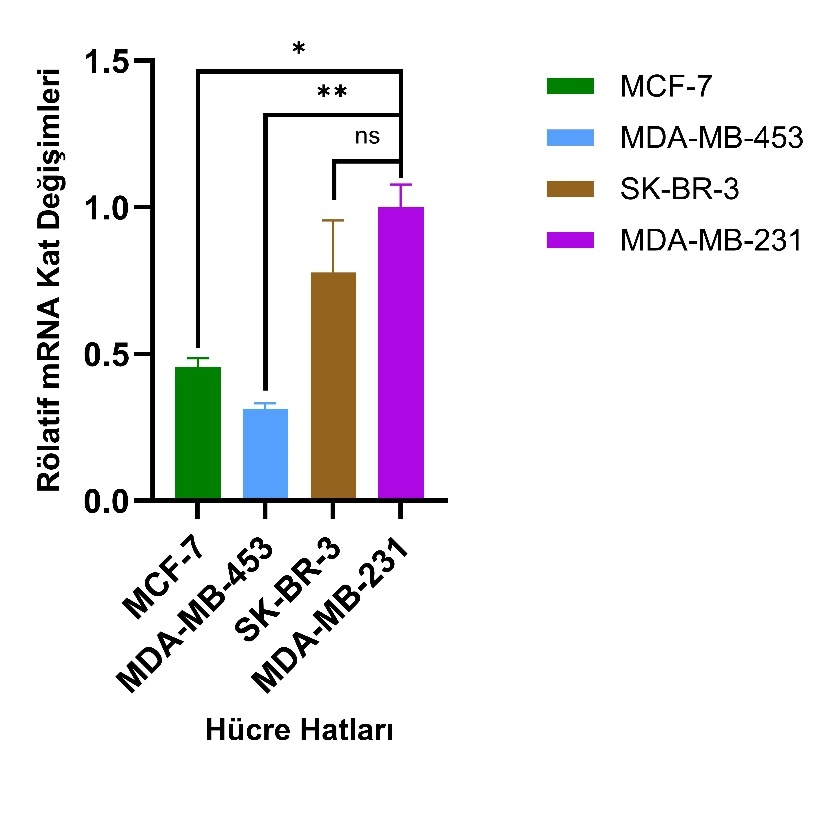 Rölatif mRNA Kat Değişimleri
1.5
1.0
0.5
0.0
*
**
ns
MCF-7
MDA-MB-453
SK-BR-3
MDA-MB-231
Hücre Hatları
MCF-7
MDA-MB-453
SK-BR-3
MDA-MB-231